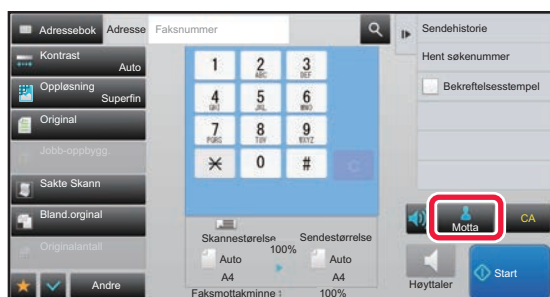 Adressebok
Adresse
Faksnummer
Kontrast
Auto
Oppløsning
Superfin
Original
Jobb-oppbygg.
Sakte Skann
Bland.orginal
Originalantall
Andre
1
2 ABC
3 DEF
4 GHI
5 JKL
6 MNO
7 PQRS
8 TUV
9 WXYZ
0
#
C
Skannestørelse
Sendestørrelse
100%
Auto
A4
Auto
A4
Faksmottakminne :
100%
Sendehistorie
Hent søkenummer
Bekreftelsesstempel
Motta
CA
Høyttaler
Start